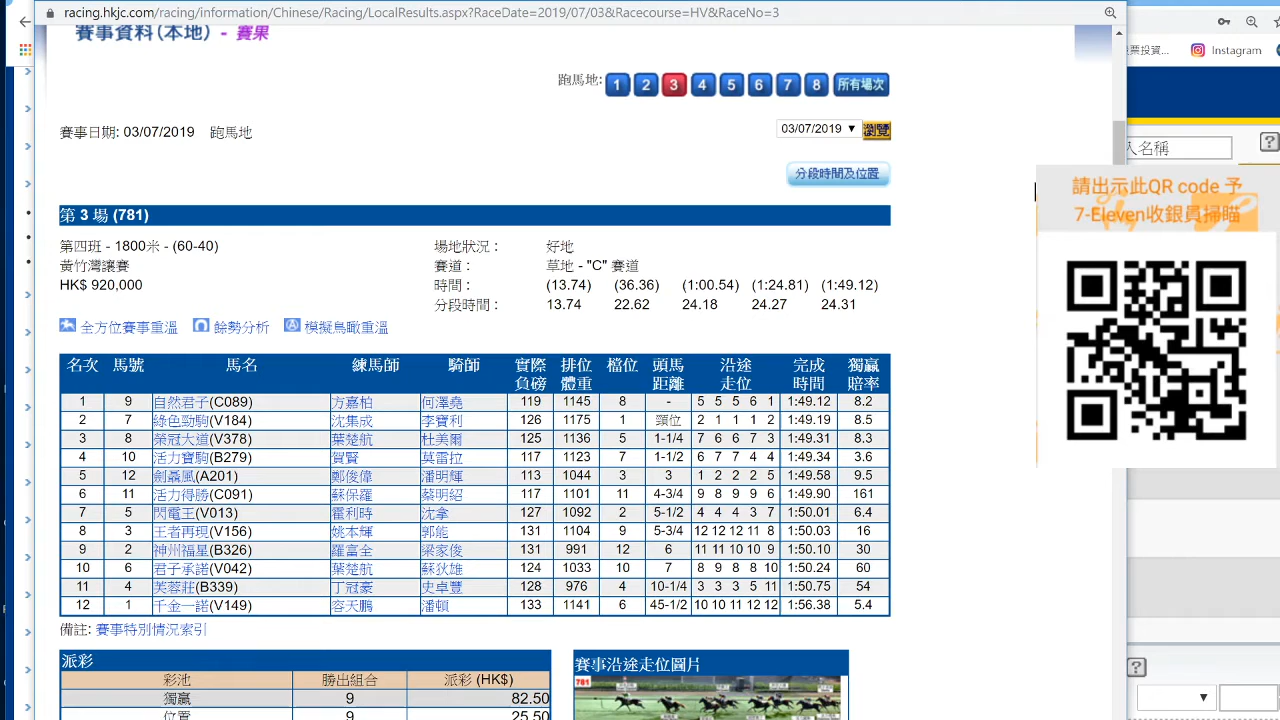 racing.hkjc.com/racing/information/Chinese/Racing/LocalResults.aspx?RaceDate=2019/07/03&Racecourse=HV&RaceNo=3
賽事資料(本地) - 賽果
票投資... Instagram
跑馬地: 1 2 3 4 5 6 7 8 所有場次
賽事日期: 03/07/2019 跑馬地
03/07/2019 ▼ 瀏覽
人名稱 ?
分段時間及位置
請出示此QR code 予
7-Eleven收銀員掃瞄
第 3 場 (781)
第四班 - 1800米 - (60-40) 場地狀況 : 好地
黃竹灣讓賽 賽道 : 草地 - "C" 賽道
HK$ 920,000 時間 : (13.74) (36.36) (1:00.54) (1:24.81) (1:49.12)
分段時間 : 13.74 22.62 24.18 24.27 24.31
全方位賽事重溫 餘勢分析 模擬鳥瞰重溫
名次 馬號 馬名 練馬師 騎師 實際負磅 排位體重 檔位 頭馬距離 沿途走位 完成時間 獨贏賠率
1 9 自然君子(C089) 方嘉柏 何澤堯 119 1145 8 - 5 5 5 6 1 1:49.12 8.2
2 7 綠色勁駒(V184) 沈集成 李寶利 126 1175 1 頸位 2 1 1 1 2 1:49.19 8.5
3 8 榮冠大道(V378) 葉楚航 杜美爾 125 1136 5 1-1/4 7 6 6 7 3 1:49.31 8.3
4 10 活力寶駒(B279) 賀賢 莫雷拉 117 1123 7 1-1/2 6 7 7 4 4 1:49.34 3.6
5 12 劍驫風(A201) 鄭俊偉 潘明輝 113 1044 3 3 1 2 2 2 5 1:49.58 9.5
6 11 活力得勝(C091) 蘇保羅 蔡明紹 117 1101 11 4-3/4 9 8 9 9 6 1:49.90 161
7 5 閃電王(V013) 霍利時 沈拿 127 1092 2 5-1/2 4 4 4 3 7 1:50.01 6.4
8 3 王者再現(V156) 姚本輝 郭能 131 1104 9 5-3/4 12 12 12 11 8 1:50.03 16
9 2 神州福星(B326) 羅富全 梁家俊 131 991 12 6 11 11 10 10 9 1:50.10 30
10 6 君子承諾(V042) 葉楚航 蘇狄雄 124 1033 10 7 8 9 8 8 10 1:50.24 60
11 4 芙蓉莊(B339) 丁冠豪 史卓豐 128 976 4 10-1/4 3 3 3 5 11 1:50.75 54
12 1 千金一諾(V149) 容天鵬 潘頓 133 1141 6 45-1/2 10 10 11 12 12 1:56.38 5.4
備註: 賽事特別情況索引
派彩 賽事沿途走位圖片
彩池 勝出組合 派彩 (HK$)
獨贏 9 82.50
位置 9 25.50
781
?
▼